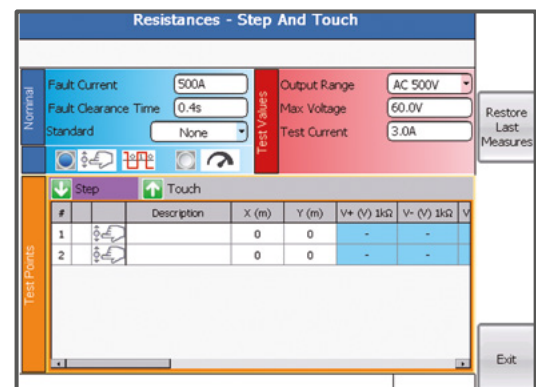 Resistances - Step And Touch
Nominal
Fault Current 500A
Fault Clearance Time 0.4s
Standard None
Test Values
Output Range AC 500V
Max Voltage 60.0V
Test Current 3.0A
Restore
Last
Measures
Step Touch
# Description X (m) Y (m) V+ (V) 1kΩ V- (V) 1kΩ V
1 0 0 - -
2 0 0 - -
Test Points
Exit